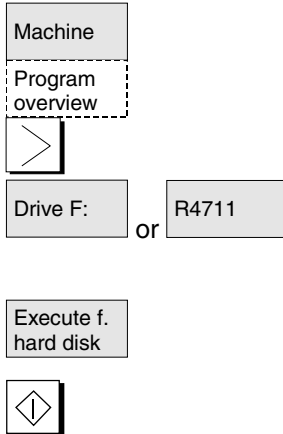 Machine
Program
overview
Drive F: or R4711
Execute f.
hard disk